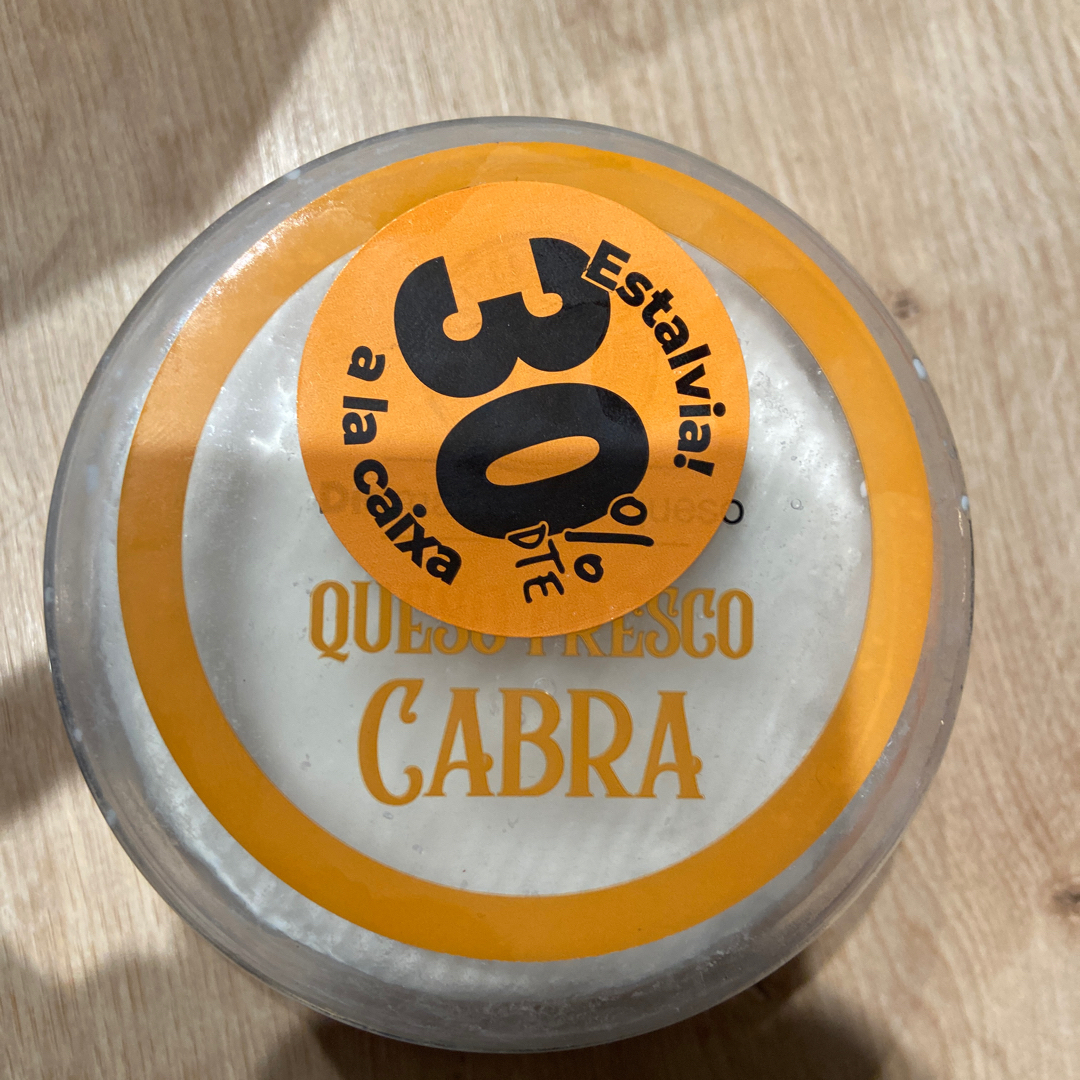 Estalvia!
30%
DTE
a la caixa
QUESO FRESCO
CABRA